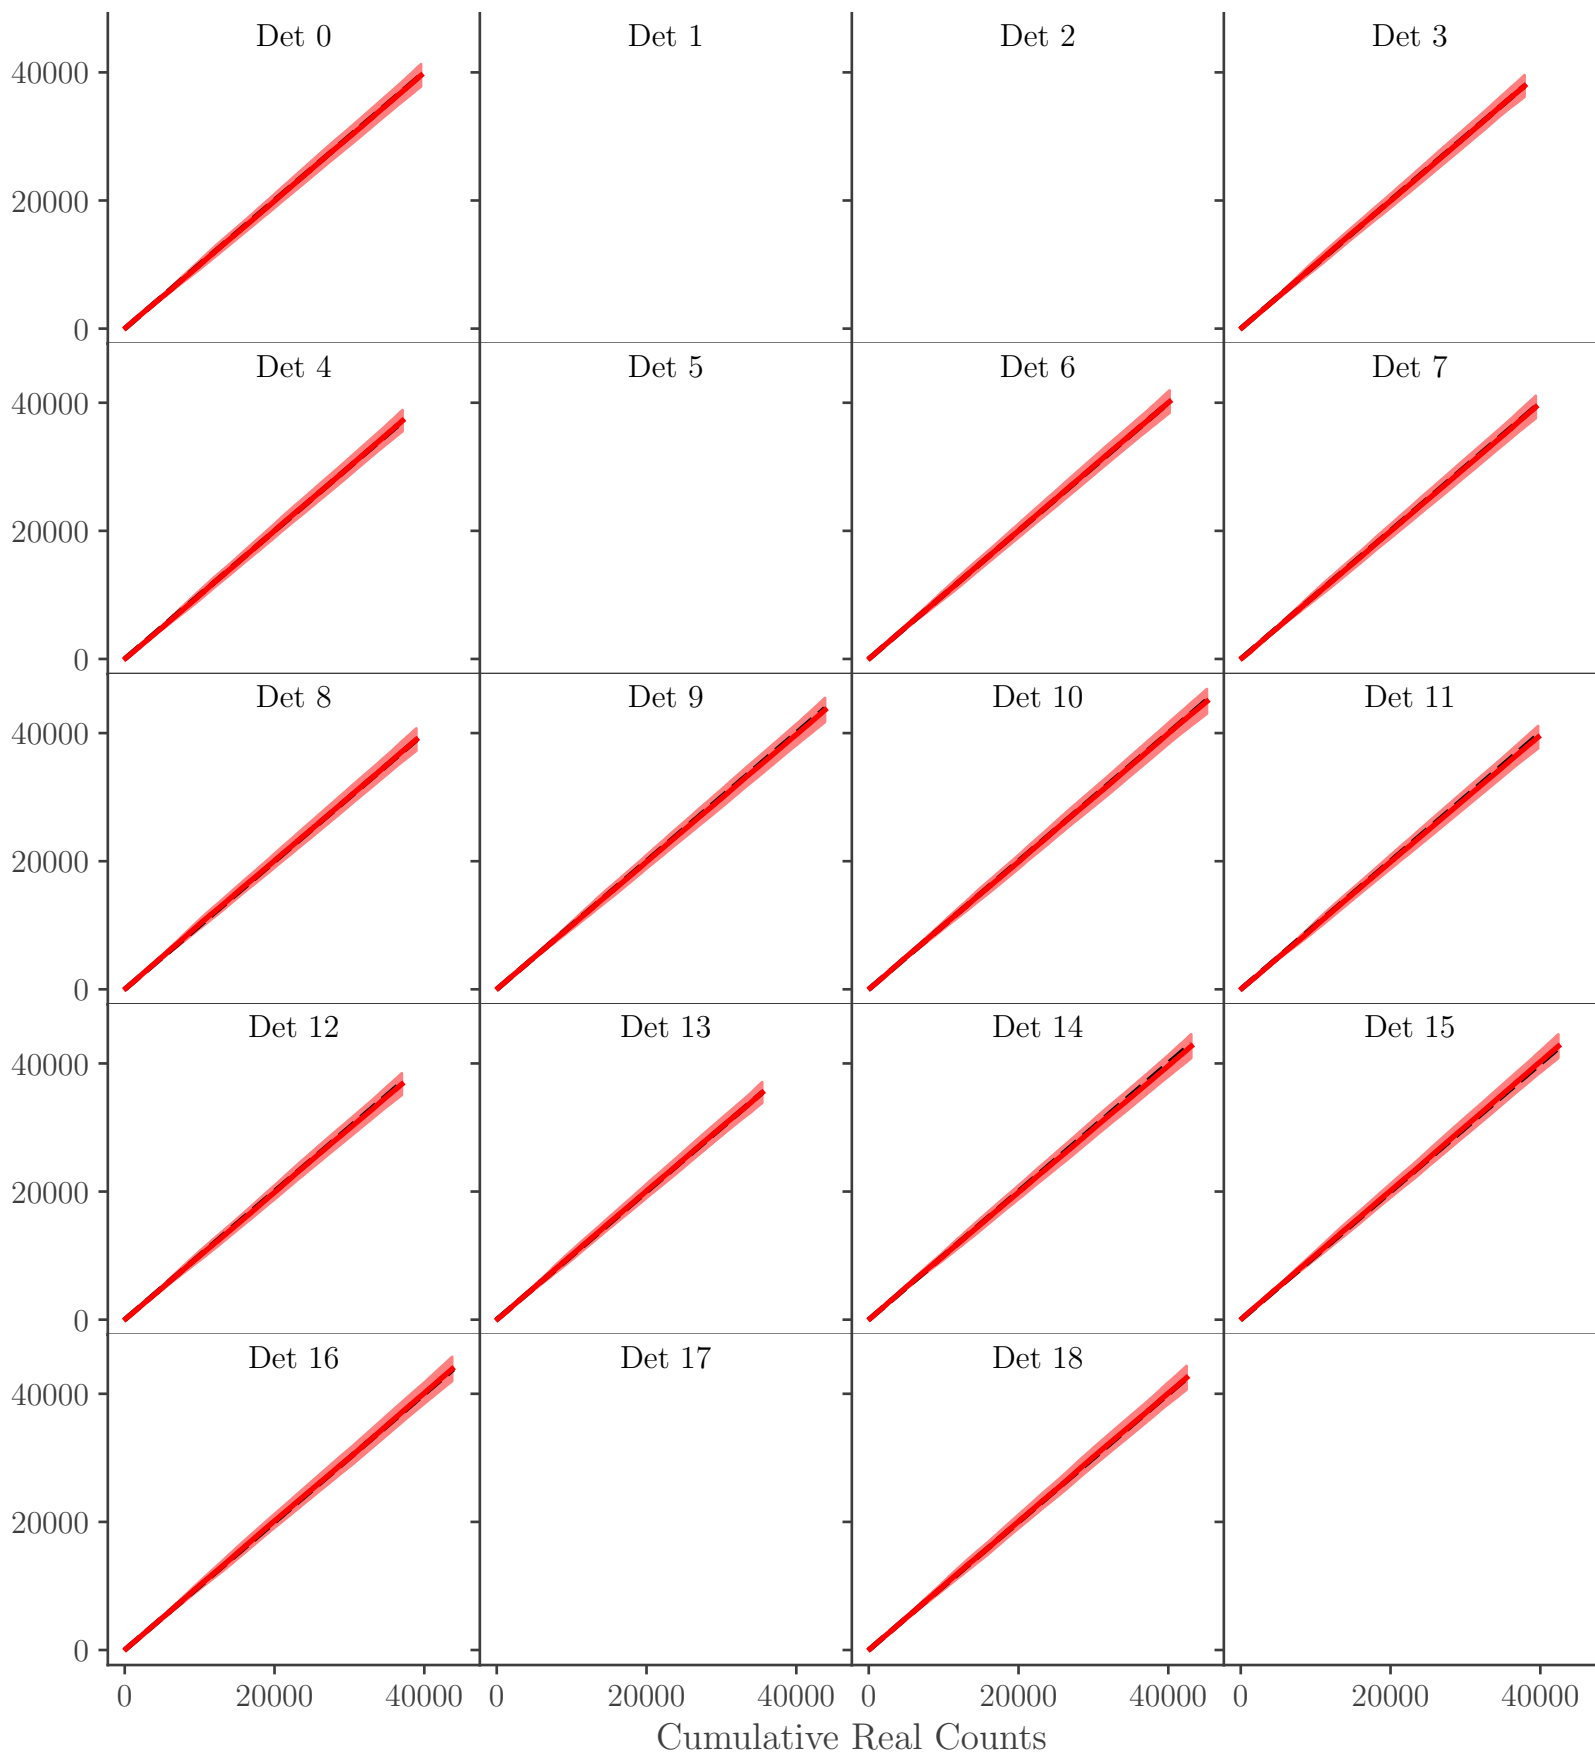 Det 0 Det 1 Det 2 Det 3
40000
20000
0
Det 4 Det 5 Det 6 Det 7
40000
20000
0
Det 8 Det 9 Det 10 Det 11
40000
20000
0
Det 12 Det 13 Det 14 Det 15
40000
20000
0
Det 16 Det 17 Det 18
40000
20000
0
0 20000 40000 0 20000 40000 0 20000 40000 0 20000 40000
Cumulative Real Counts